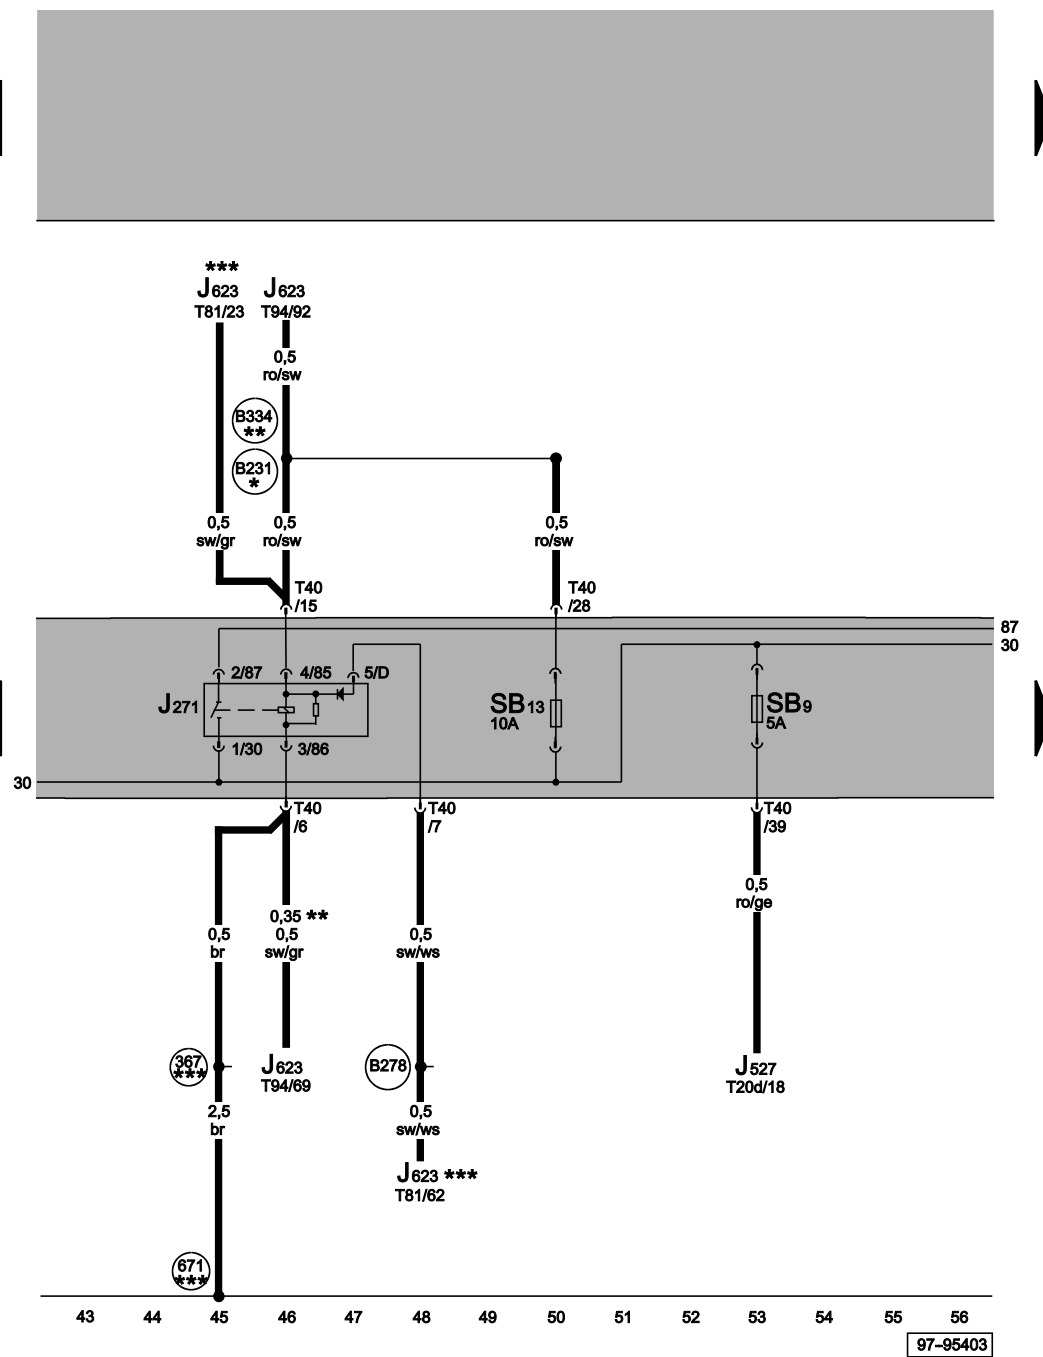 ***
J623 J623
T81/23 T94/92
0,5
ro/sw
B334
**
B231
*
0,5 0,5 0,5
sw/gr ro/sw ro/sw
T40 T40
/15 /28
87
30
2/87 4/85 5/D
J271 SB13 SB9
10A 5A
1/30 3/86
30
T40 T40 T40
/6 /7 /39
0,5
ro/ge
0,35 **
0,5 0,5 0,5
br sw/gr sw/ws
367
***
J623 B278 J527
T94/69 T20d/18
2,5 0,5
br sw/ws
J623 ***
T81/62
671
***
43 44 45 46 47 48 49 50 51 52 53 54 55 56
97-95403